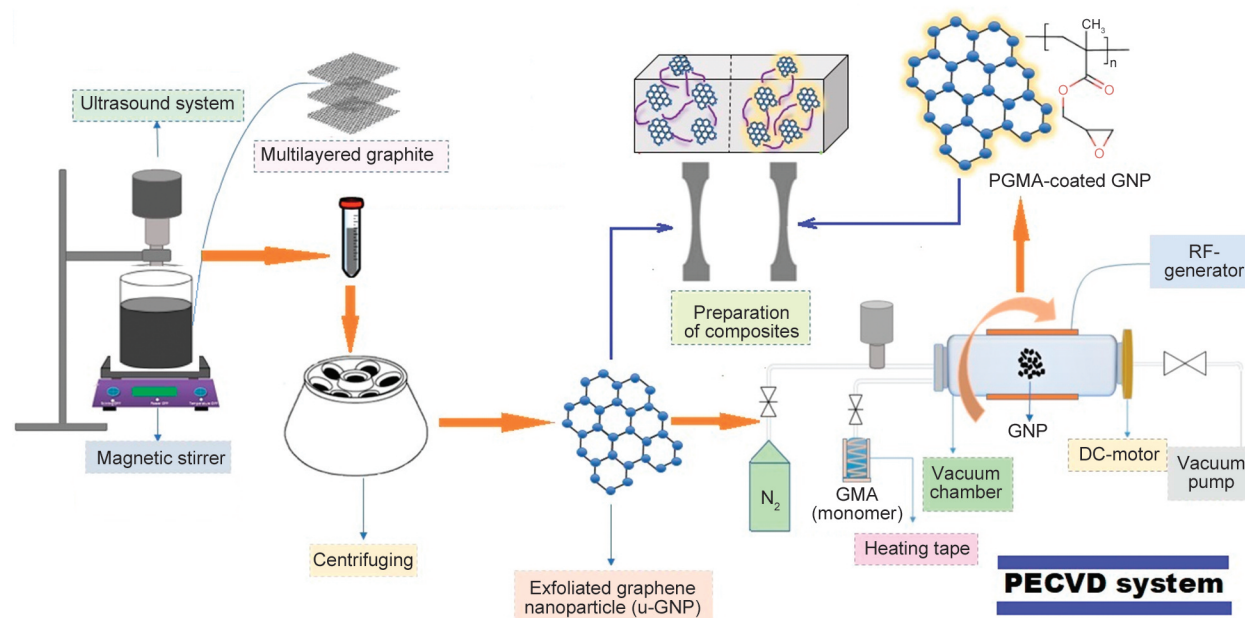 Ultrasound system
Multilayered graphite
Magnetic stirrer
Centrifuging
Exfoliated graphene
nanoparticle (u-GNP)
Preparation
of composites
CH₃
n
O
O
O
PGMA-coated GNP
RF-
generator
N₂
GMA
(monomer)
Heating tape
Vacuum
chamber
GNP
DC-motor
Vacuum
pump
PECVD system